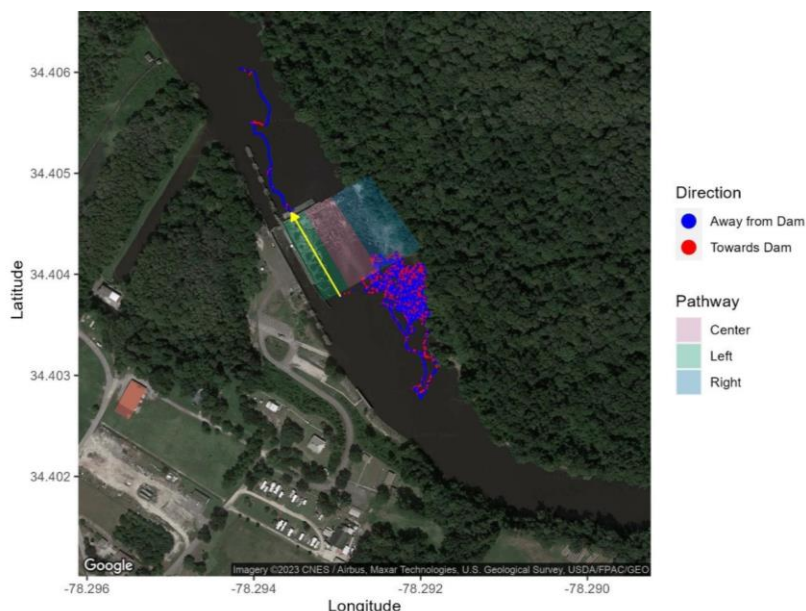 34.406
34.405
34.404
34.403
34.402
Latitude
Direction
Away from Dam
Towards Dam
Pathway
Center
Left
Right
Google
Imagery ©2023 CNES / Airbus, Maxar Technologies, U.S. Geological Survey, USDA/FPAC/GEO
-78.296
-78.294
-78.292
-78.290
Longitude